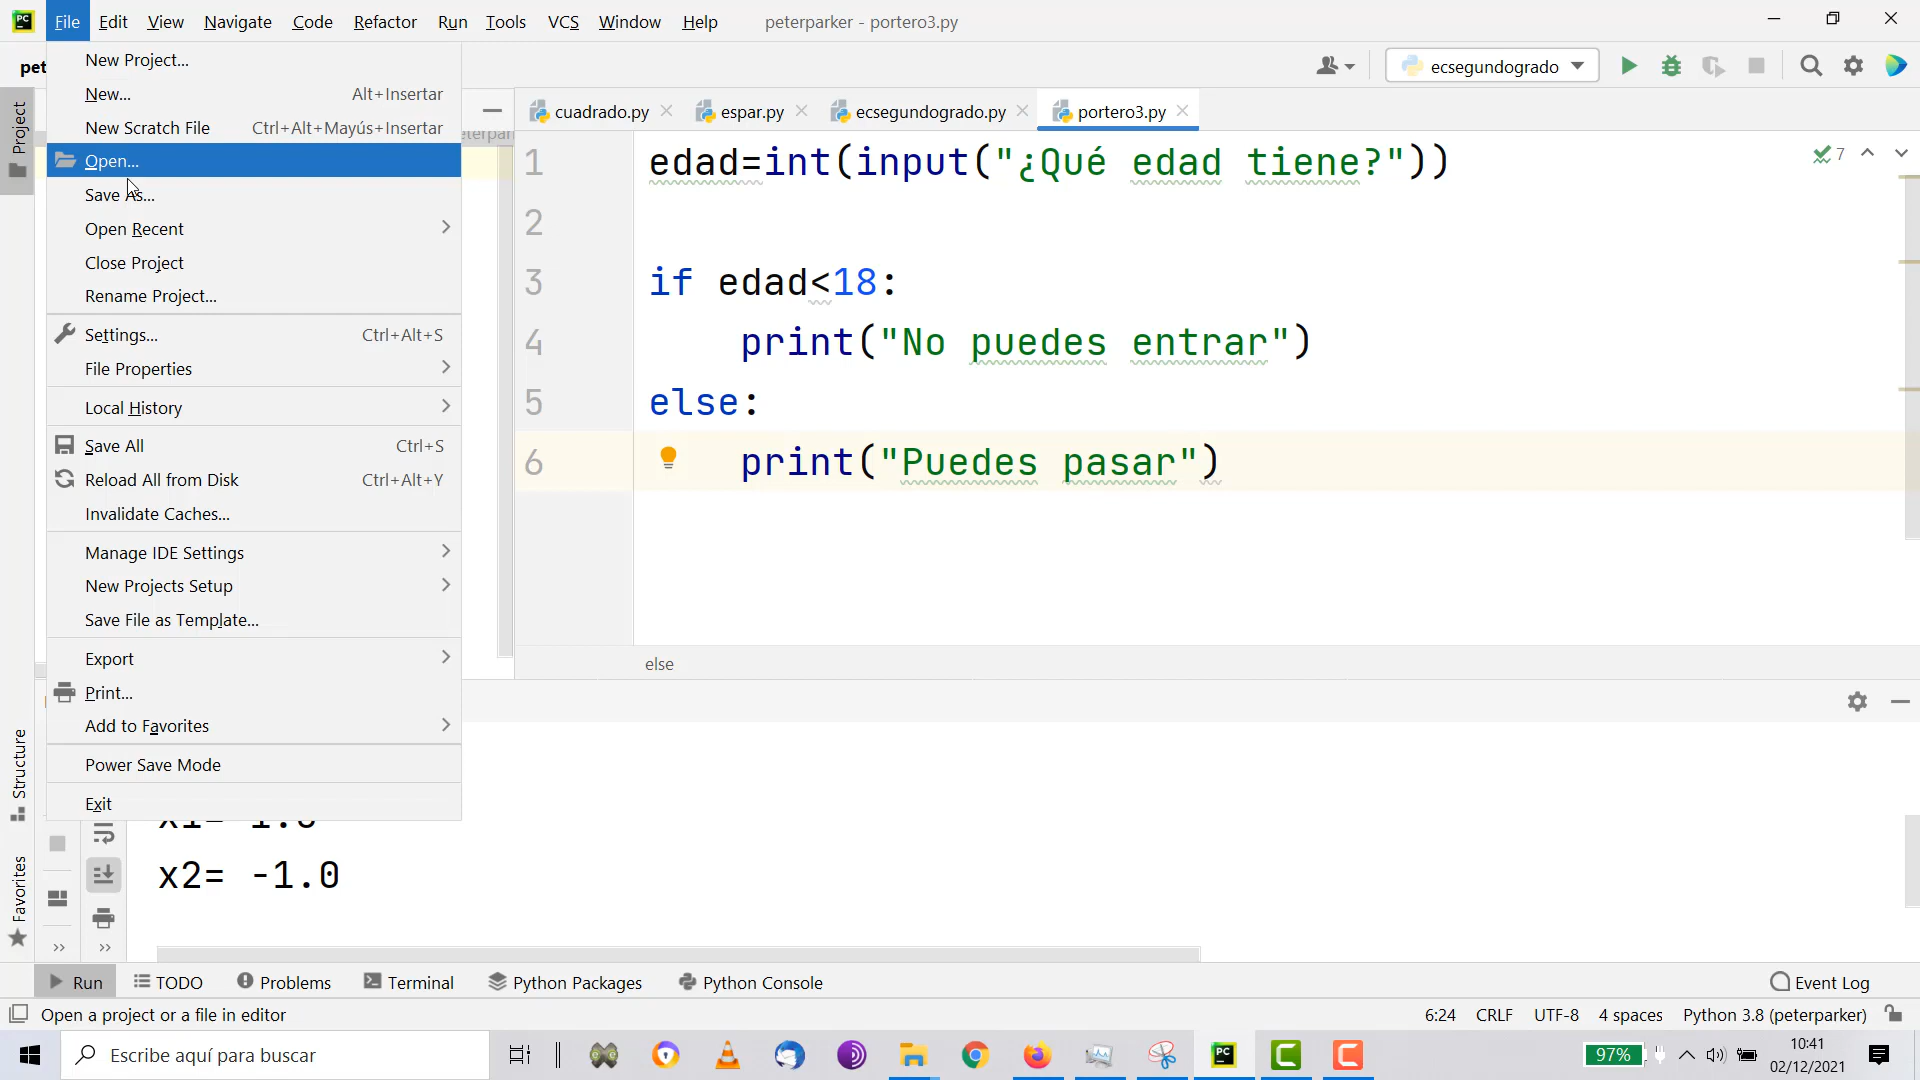 PC File Edit View Navigate Code Refactor Run Tools VCS Window Help peterparker - portero3.py
pet
ecsegundogrado
New Project...
New... Alt+Insertar
New Scratch File Ctrl+Alt+Mayús+Insertar
Open...
Save As...
Open Recent
Close Project
Rename Project...
Settings... Ctrl+Alt+S
File Properties
Local History
Save All Ctrl+S
Reload All from Disk Ctrl+Alt+Y
Invalidate Caches...
Manage IDE Settings
New Projects Setup
Save File as Template...
Export
Print...
Add to Favorites
Power Save Mode
Exit
Project
Structure
Favorites
cuadrado.py espar.py ecsegundogrado.py portero3.py
1 edad=int(input("¿Qué edad tiene?"))
2
3 if edad<18:
4 print("No puedes entrar")
5 else:
6 print("Puedes pasar")
7
else
x1= 1.0
x2= -1.0
Run TODO Problems Terminal Python Packages Python Console Event Log
Open a project or a file in editor 6:24 CRLF UTF-8 4 spaces Python 3.8 (peterparker)
Escribe aquí para buscar PC 97% 10:41
02/12/2021